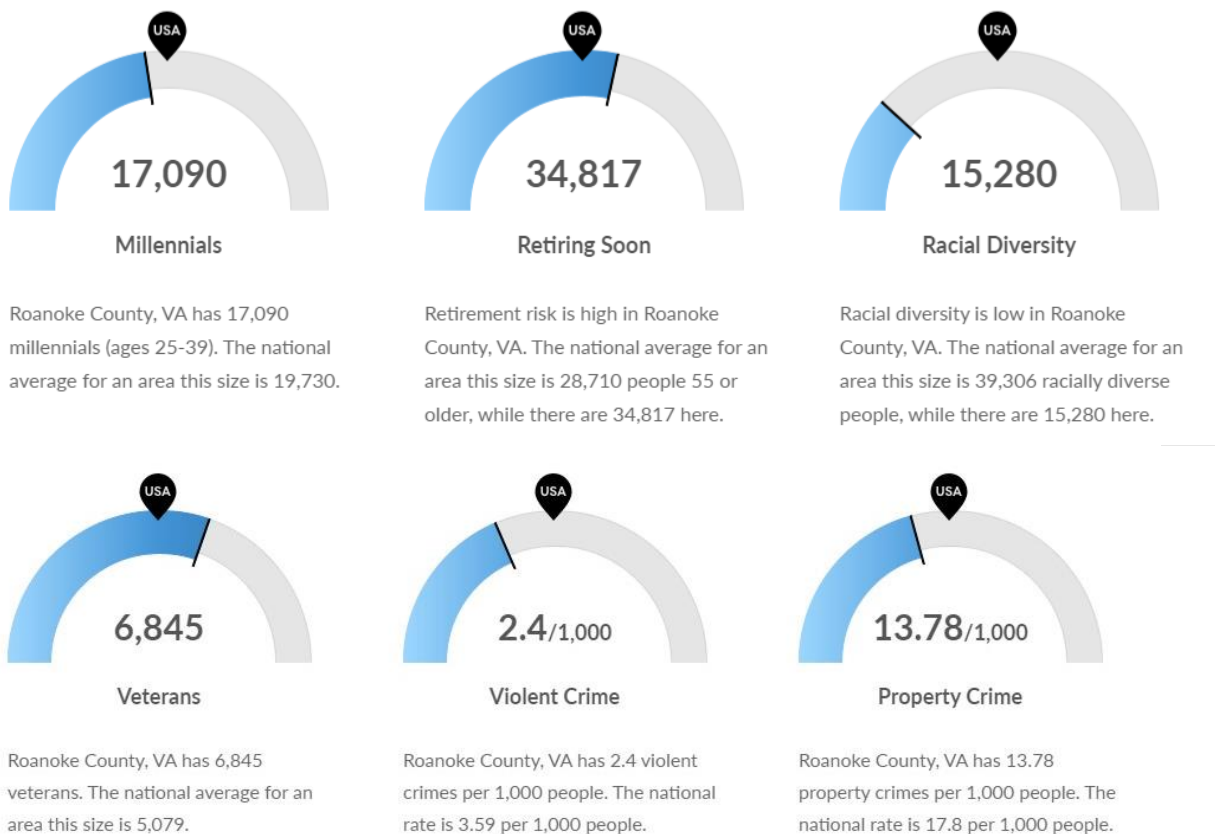 USA
17,090
Millennials
Roanoke County, VA has 17,090
millennials (ages 25-39). The national
average for an area this size is 19,730.
USA
34,817
Retiring Soon
Retirement risk is high in Roanoke
County, VA. The national average for an
area this size is 28,710 people 55 or
older, while there are 34,817 here.
USA
15,280
Racial Diversity
Racial diversity is low in Roanoke
County, VA. The national average for an
area this size is 39,306 racially diverse
people, while there are 15,280 here.
USA
6,845
Veterans
Roanoke County, VA has 6,845
veterans. The national average for an
area this size is 5,079.
USA
2.4/1,000
Violent Crime
Roanoke County, VA has 2.4 violent
crimes per 1,000 people. The national
rate is 3.59 per 1,000 people.
USA
13.78/1,000
Property Crime
Roanoke County, VA has 13.78
property crimes per 1,000 people. The
national rate is 17.8 per 1,000 people.